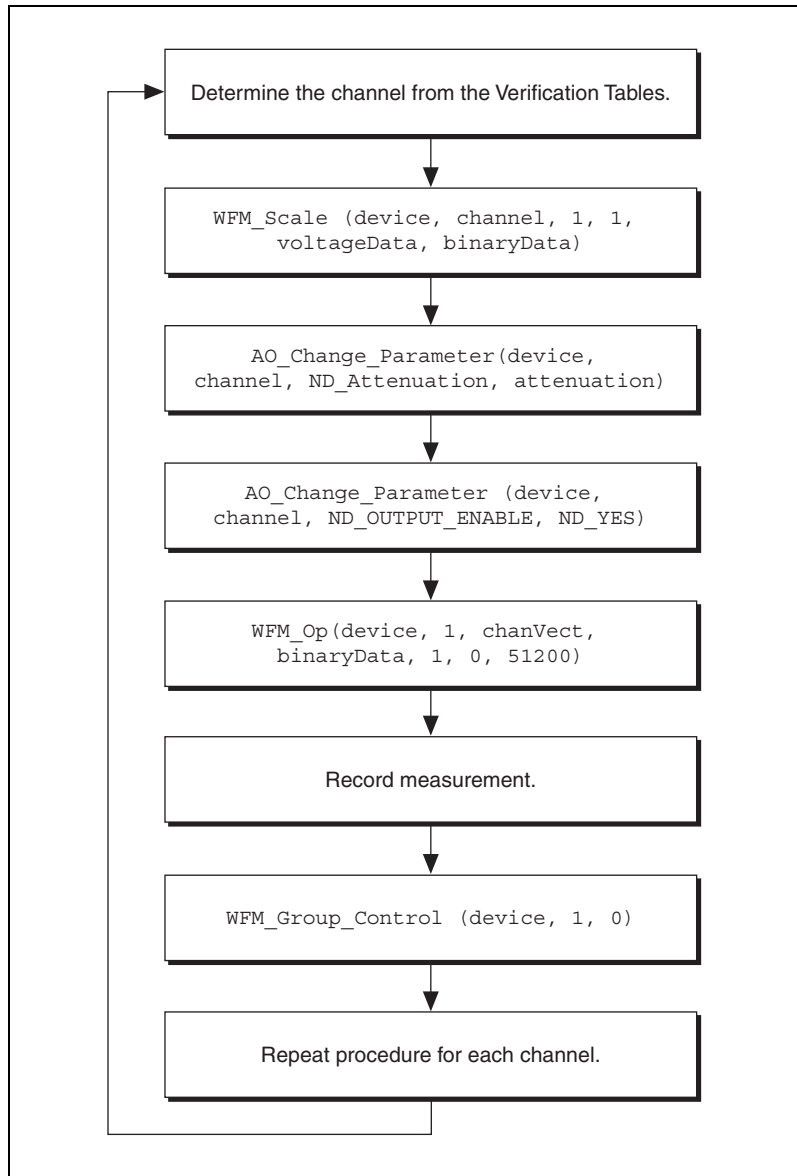 Determine the channel from the Verification Tables.
WFM_Scale (device, channel, 1, 1,
voltageData, binaryData)
AO_Change_Parameter(device,
channel, ND_Attenuation, attenuation)
AO_Change_Parameter (device,
channel, ND_OUTPUT_ENABLE, ND_YES)
WFM_Op(device, 1, chanVect,
binaryData, 1, 0, 51200)
Record measurement.
WFM_Group_Control (device, 1, 0)
Repeat procedure for each channel.